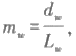 m_w = d_w / L_w ,